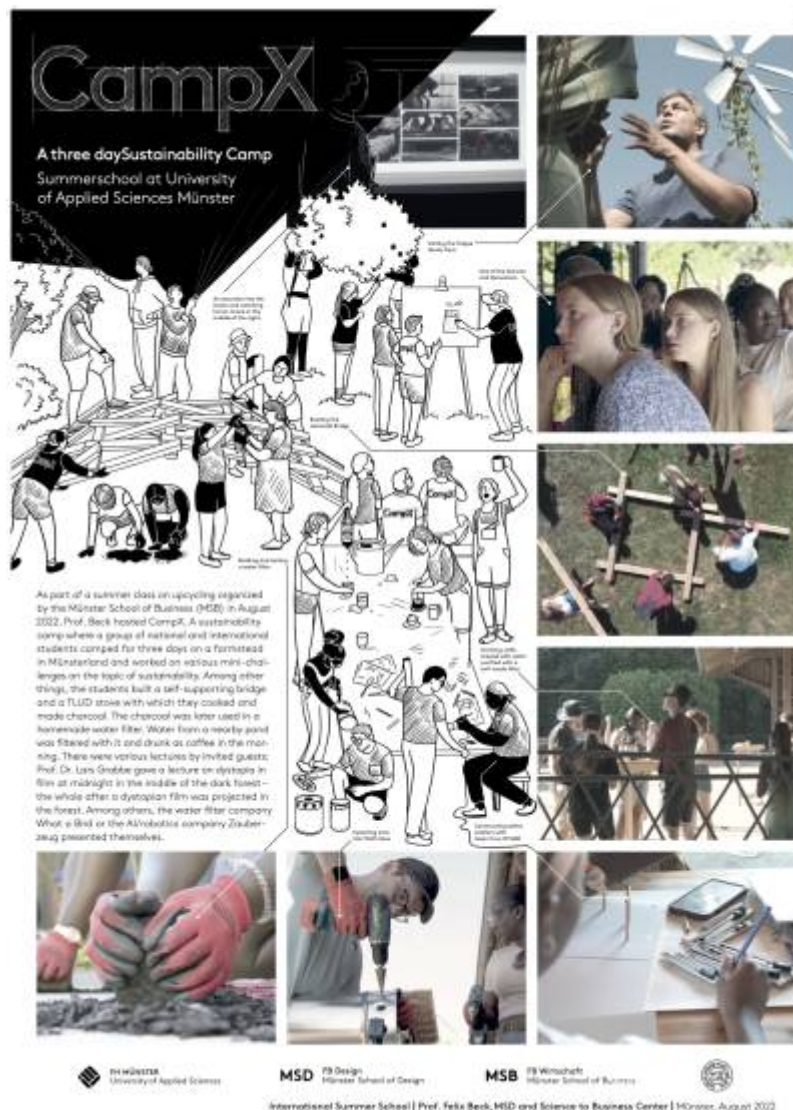 CampX
A three daySustainability Camp
Summerschool at University
of Applied Sciences Münster
Building the
CampX
CampX
As part of a summer class on upcycling organized
by the Münster School of Business (MSB) in August
2022, Prof. Beck hosted CampX. A sustainability
camp where a group of national and international
students camped for three days on a farmstead
in Münsterland and worked on various mini-chal-
lenges on the topic of sustainability. Among other
things, the students built a self-supporting bridge
and a TLUD stove with which they cooked and
made charcoal. The charcoal was later used in a
homemade water filter. Water from a nearby pond
was filtered with it and drunk as coffee in the mor-
ning. There were various lectures by invited guests;
Prof. Dr. Lars Grabbe gave a lecture on dystopia in
film at midnight in the middle of the dark forest –
the whole after a dystopian film was projected in
the forest. Among others, the water filter company
What a Bird or the AI/robotics company Zauber-
zeug presented themselves.
FH MÜNSTER
University of Applied Sciences
MSD FB Design
Münster School of Design
MSB FB Wirtschaft
Münster School of Business
International Summer School | Prof. Felix Beck, MSD and Science to Business Center | Münster, August 2022